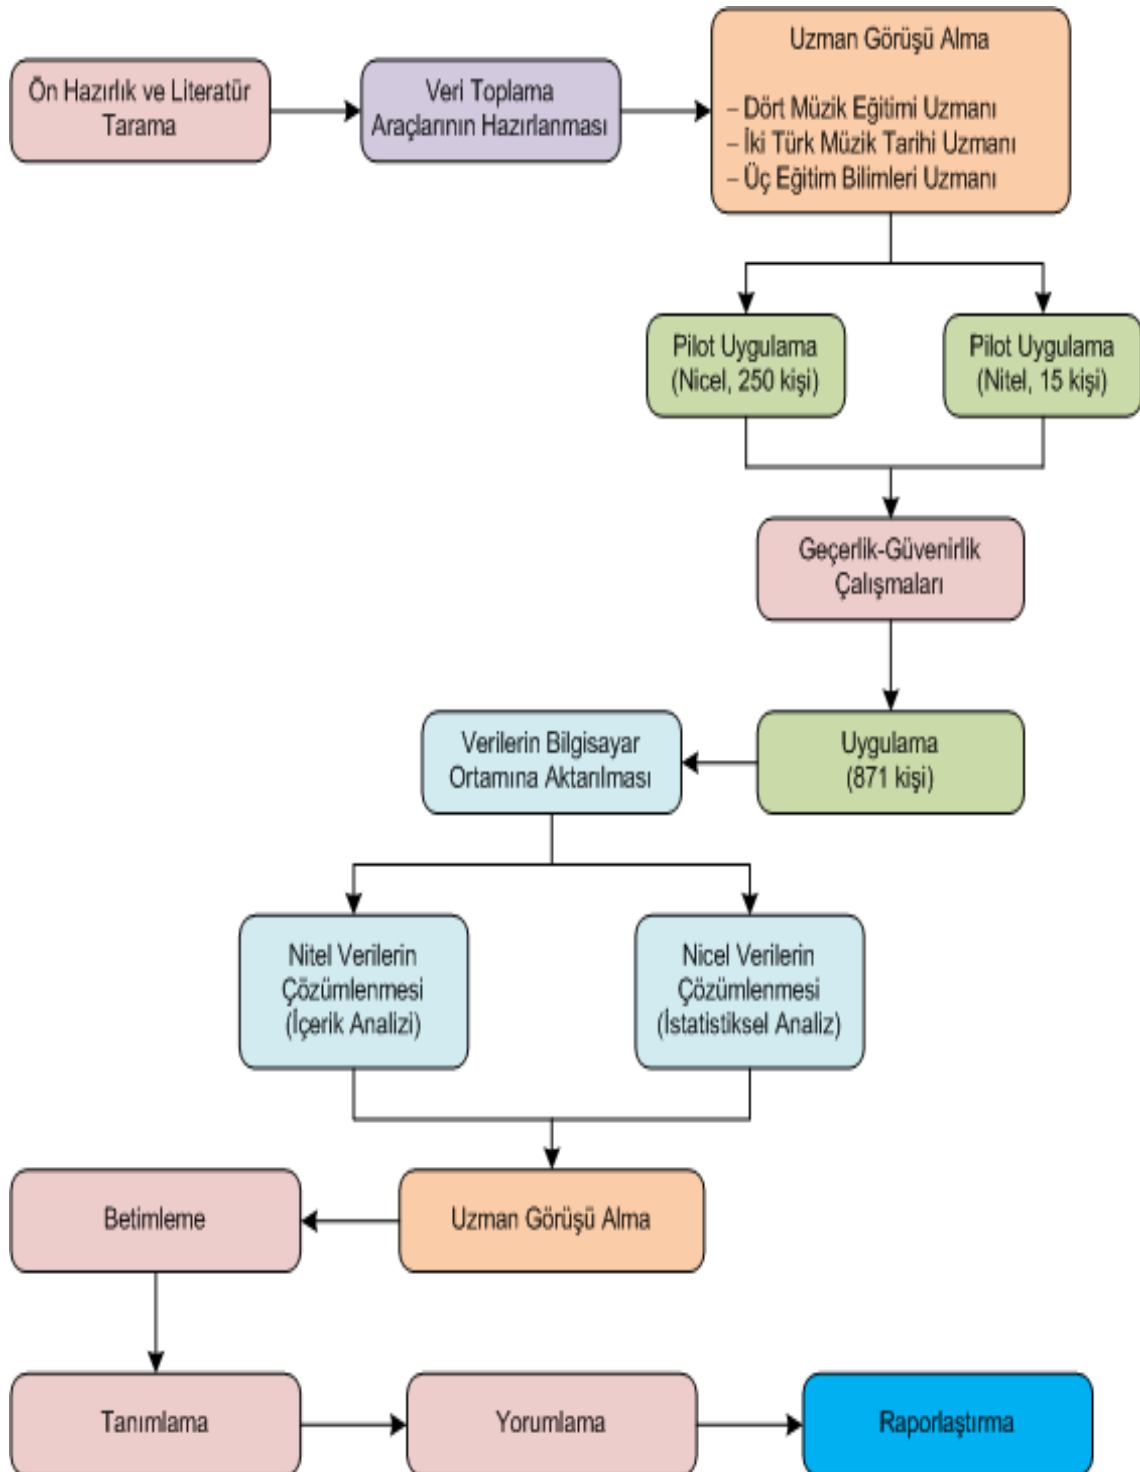 Ön Hazırlık ve Literatür
Tarama
Veri Toplama
Araçlarının Hazırlanması
Uzman Görüşü Alma
– Dört Müzik Eğitimi Uzmanı
– İki Türk Müzik Tarihi Uzmanı
– Üç Eğitim Bilimleri Uzmanı
Pilot Uygulama
(Nicel, 250 kişi)
Pilot Uygulama
(Nitel, 15 kişi)
Geçerlik-Güvenirlik
Çalışmaları
Uygulama
(871 kişi)
Verilerin Bilgisayar
Ortamına Aktarılması
Nitel Verilerin
Çözümlenmesi
(İçerik Analizi)
Nicel Verilerin
Çözümlenmesi
(İstatistiksel Analiz)
Uzman Görüşü Alma
Betimleme
Tanımlama
Yorumlama
Raporlaştırma